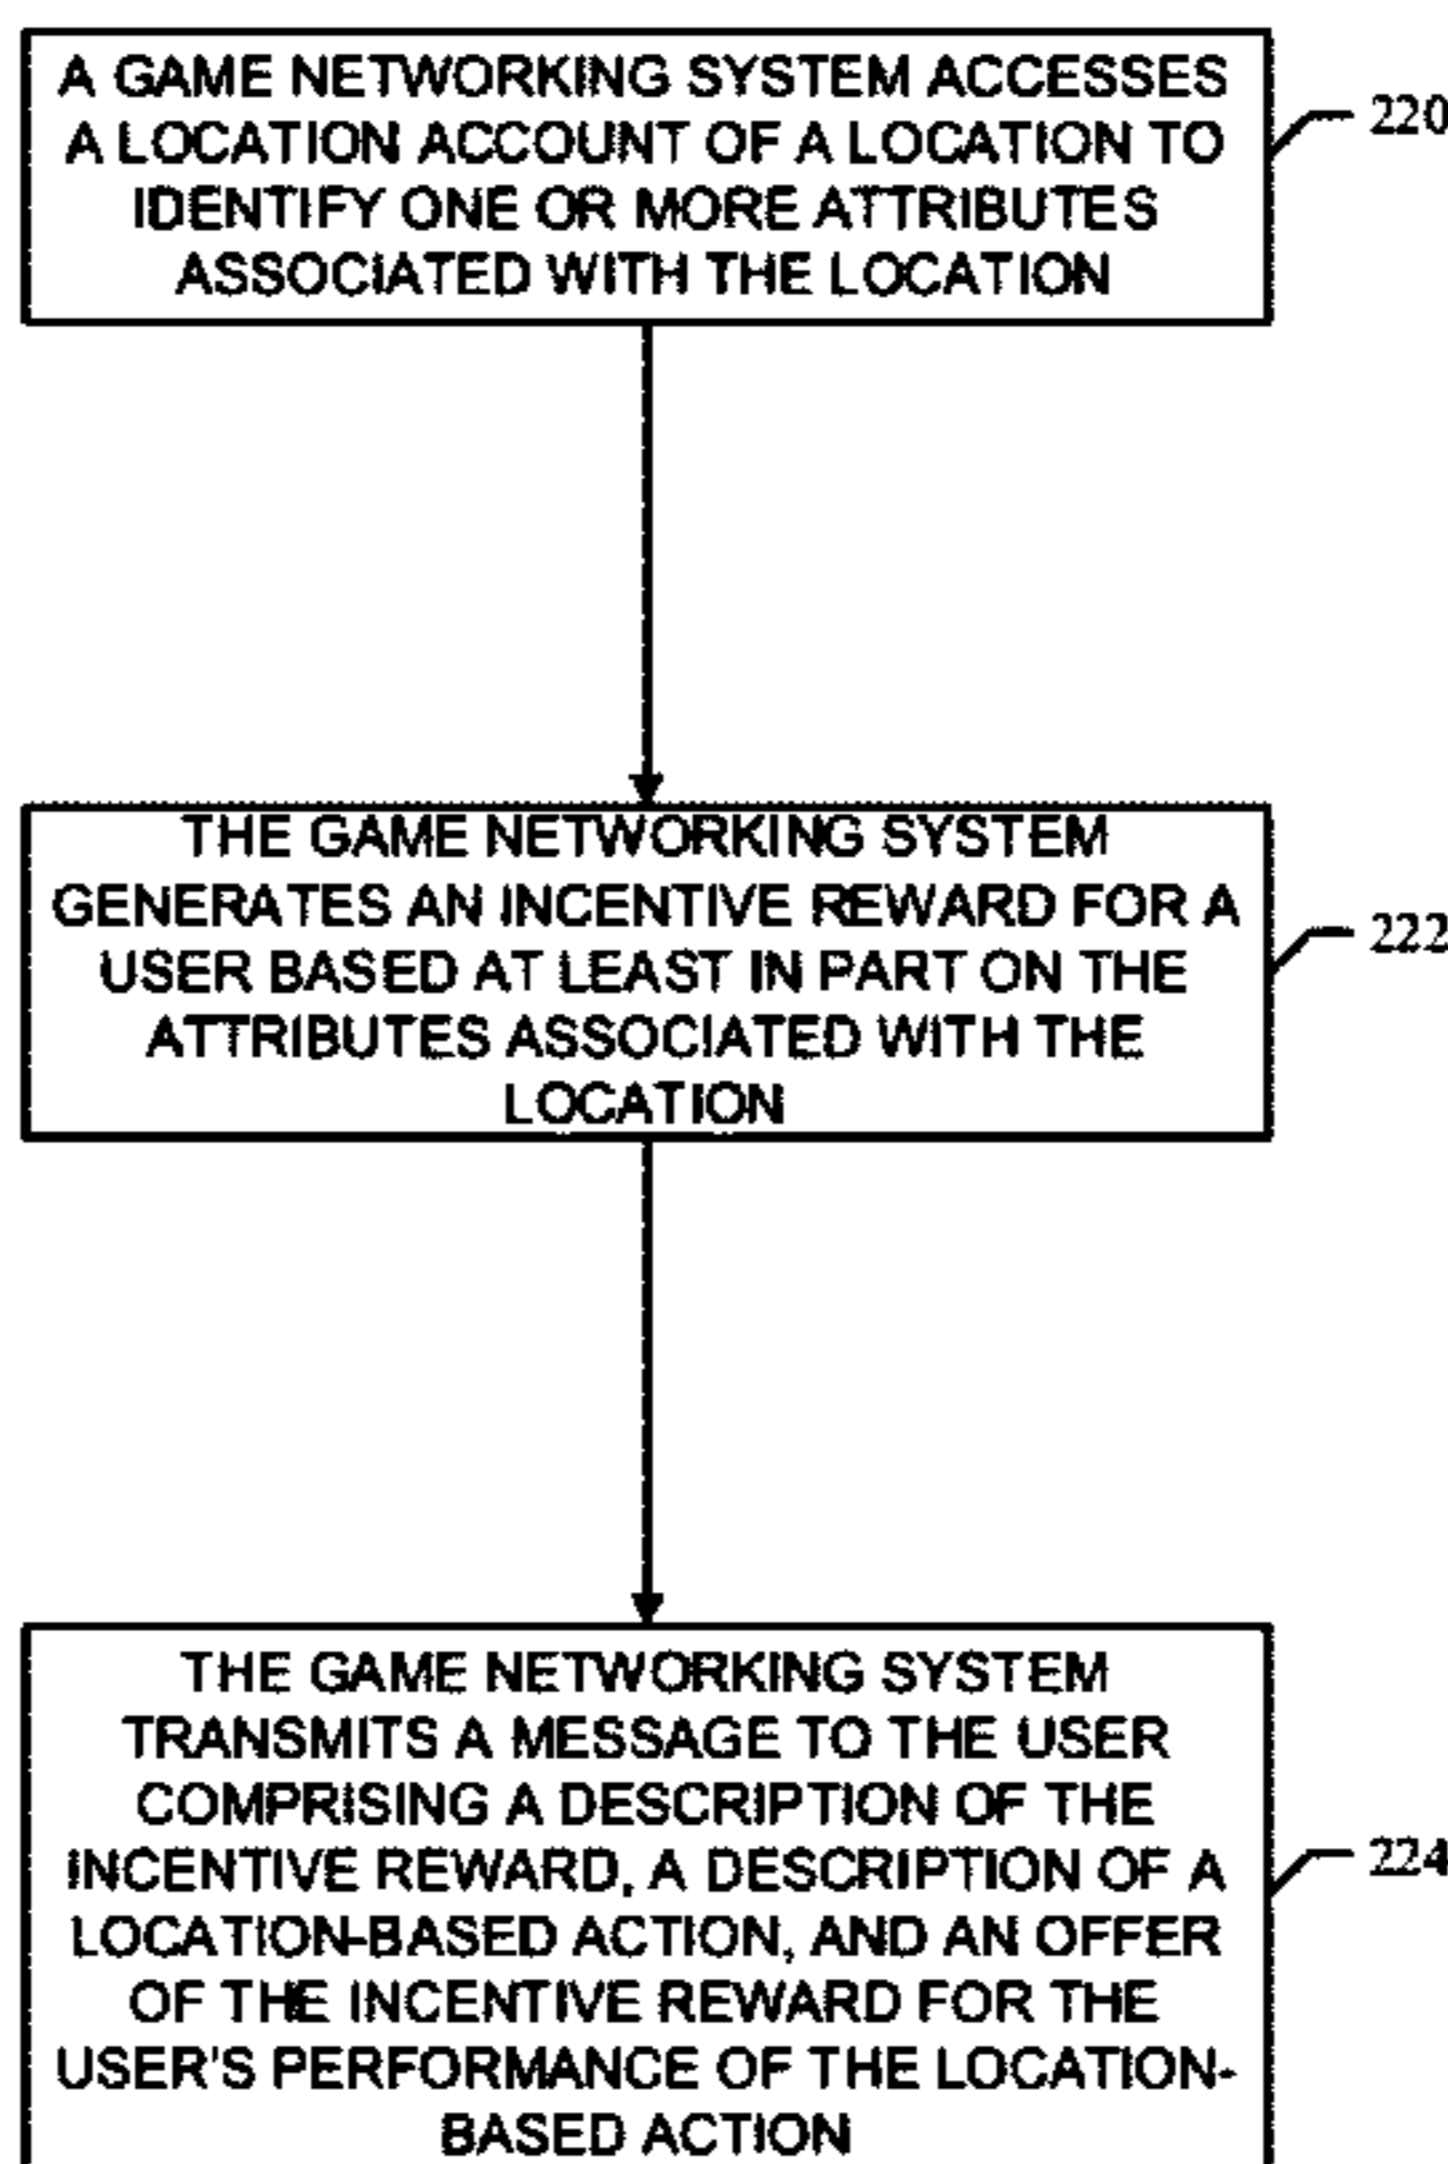 A GAME NETWORKING SYSTEM ACCESSES
A LOCATION ACCOUNT OF A LOCATION TO
IDENTIFY ONE OR MORE ATTRIBUTES
ASSOCIATED WITH THE LOCATION
220
THE GAME NETWORKING SYSTEM
GENERATES AN INCENTIVE REWARD FOR A
USER BASED AT LEAST IN PART ON THE
ATTRIBUTES ASSOCIATED WITH THE
LOCATION
222
THE GAME NETWORKING SYSTEM
TRANSMITS A MESSAGE TO THE USER
COMPRISING A DESCRIPTION OF THE
INCENTIVE REWARD, A DESCRIPTION OF A
LOCATION-BASED ACTION, AND AN OFFER
OF THE INCENTIVE REWARD FOR THE
USER'S PERFORMANCE OF THE LOCATION-
BASED ACTION
224